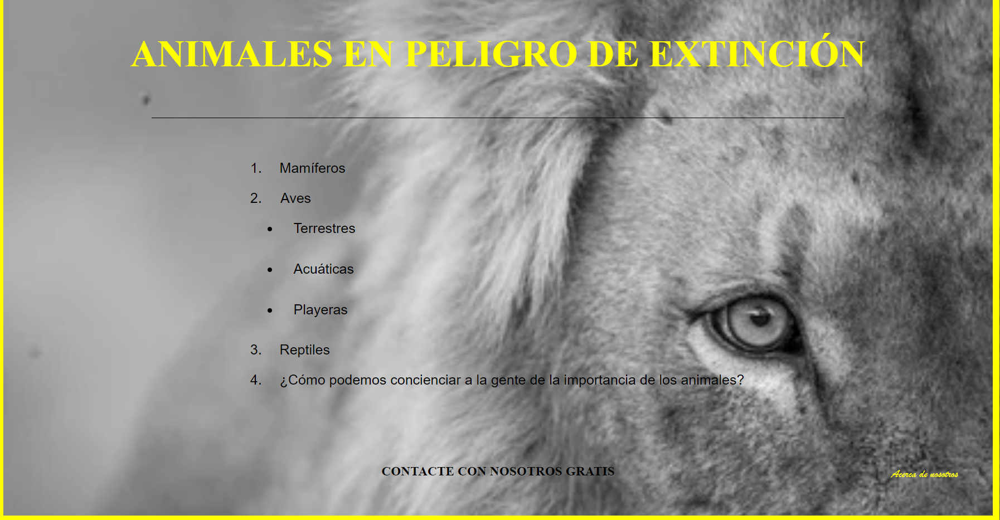 ANIMALES EN PELIGRO DE EXTINCIÓN
1. Mamíferos
2. Aves
• Terrestres
• Acuáticas
• Playeras
3. Reptiles
4. ¿Cómo podemos concienciar a la gente de la importancia de los animales?
CONTACTE CON NOSOTROS GRATIS
Acerca de nosotros